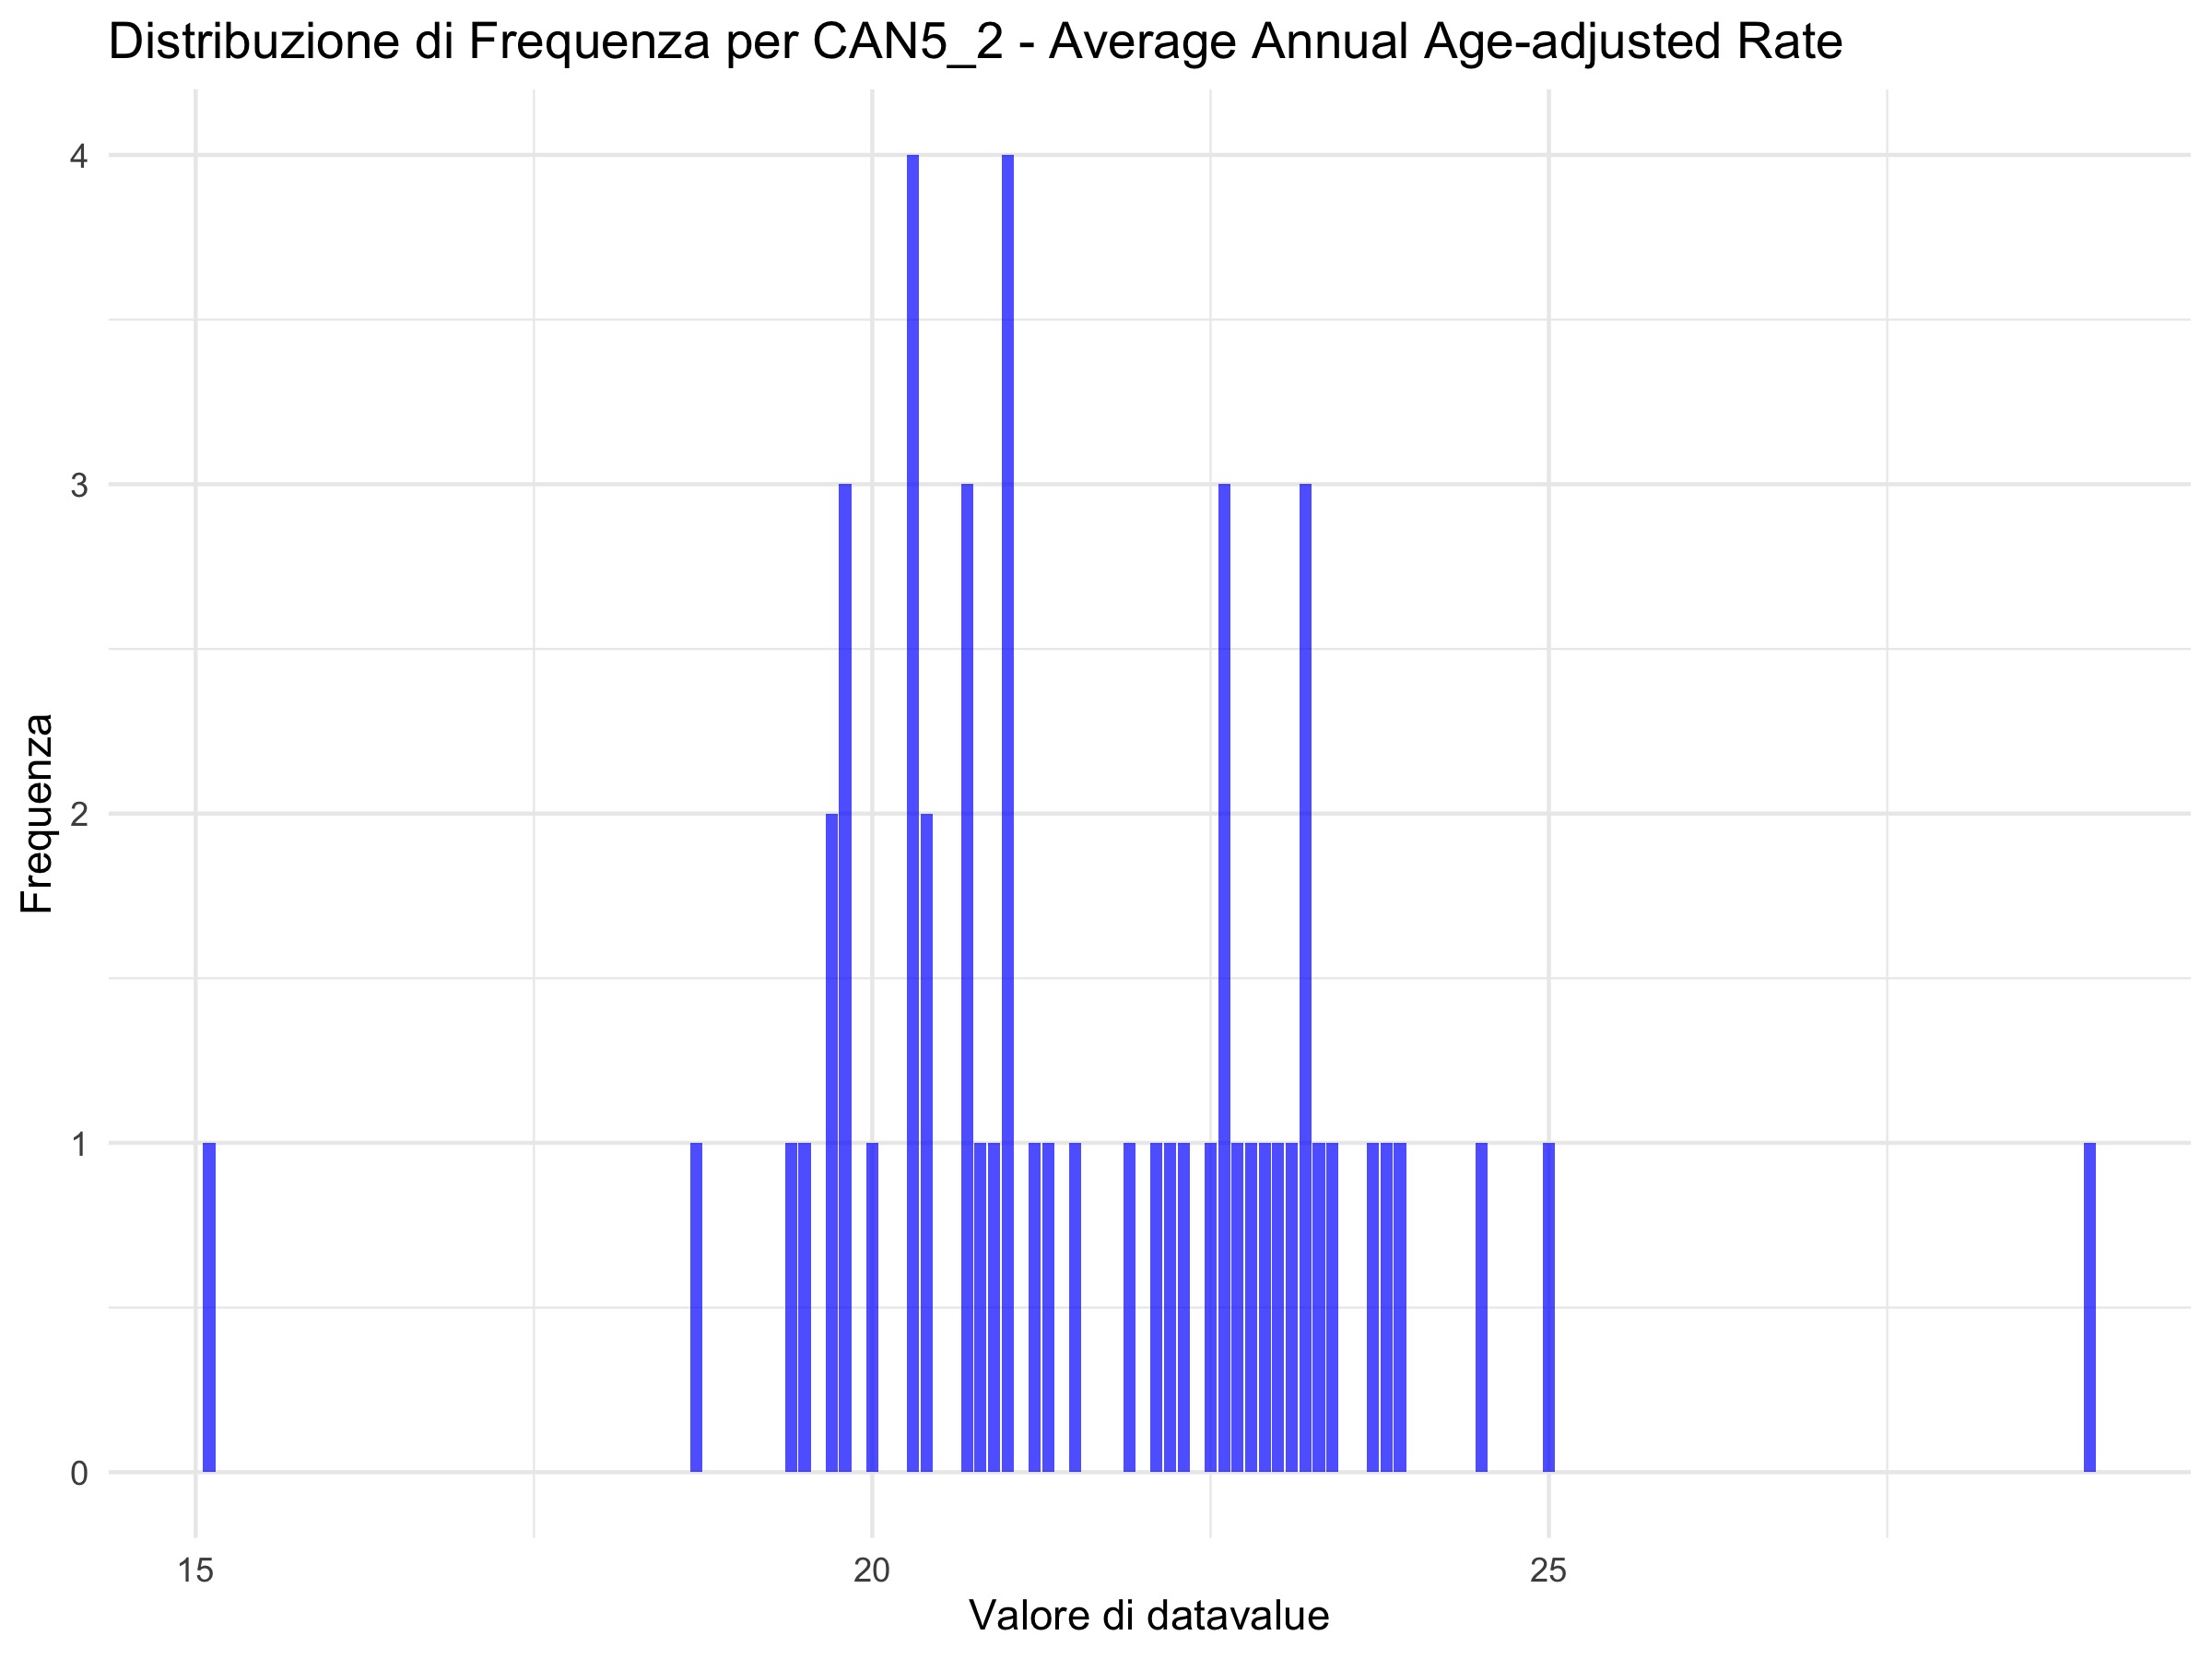 Distribuzione di Frequenza per CAN5_2 - Average Annual Age-adjusted Rate
Frequenza
4
3
2
1
0
15
20
25
Valore di datavalue